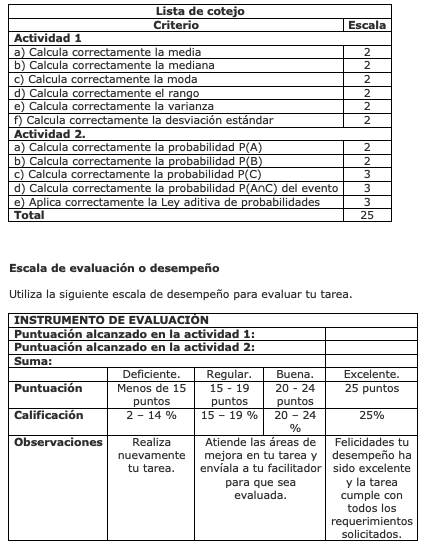 Lista de cotejo
Criterio Escala
Actividad 1
a) Calcula correctamente la media 2
b) Calcula correctamente la mediana 2
c) Calcula correctamente la moda 2
d) Calcula correctamente el rango 2
e) Calcula correctamente la varianza 2
f) Calcula correctamente la desviación estándar 2
Actividad 2.
a) Calcula correctamente la probabilidad P(A) 2
b) Calcula correctamente la probabilidad P(B) 2
c) Calcula correctamente la probabilidad P(C) 3
d) Calcula correctamente la probabilidad P(A∩C) del evento 3
e) Aplica correctamente la Ley aditiva de probabilidades 3
Total 25
Escala de evaluación o desempeño
Utiliza la siguiente escala de desempeño para evaluar tu tarea.
INSTRUMENTO DE EVALUACIÓN
Puntuación alcanzado en la actividad 1:
Puntuación alcanzado en la actividad 2:
Suma:
Deficiente. Regular. Buena. Excelente.
Puntuación Menos de 15 15 - 19 20 - 24 25 puntos
puntos puntos puntos
Calificación 2 – 14 % 15 – 19 % 20 – 24 25%
%
Observaciones Realiza Atiende las áreas de Felicidades tu
nuevamente mejora en tu tarea y desempeño ha
tu tarea. envíala a tu facilitador sido excelente
para que sea y la tarea
evaluada. cumple con
todos los
requerimientos
solicitados.